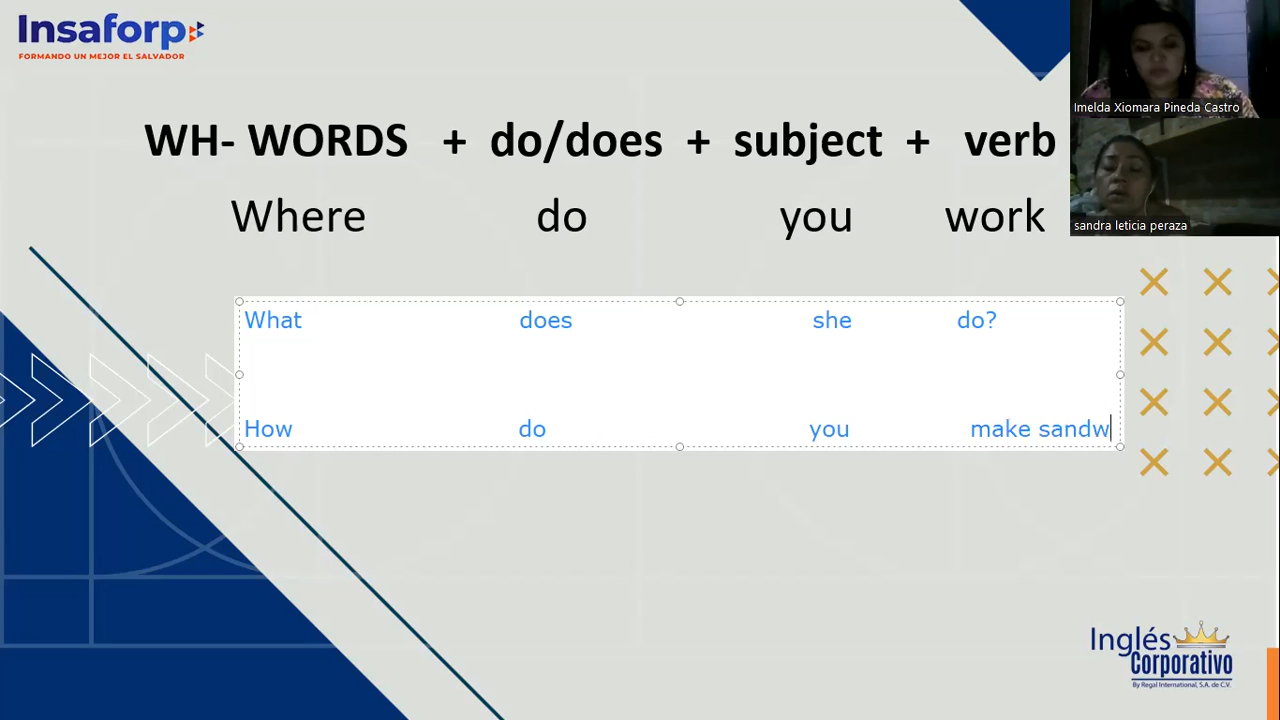 Insaforp
FORMANDO UN MEJOR EL SALVADOR
Imelda Xiomara Pineda Castro
WH- WORDS + do/does + subject + verb
Where do you work
sandra leticia peraza
What does she do?
How do you make sandw
Inglés
Corporativo
By Regal International, S.A. de C.V.